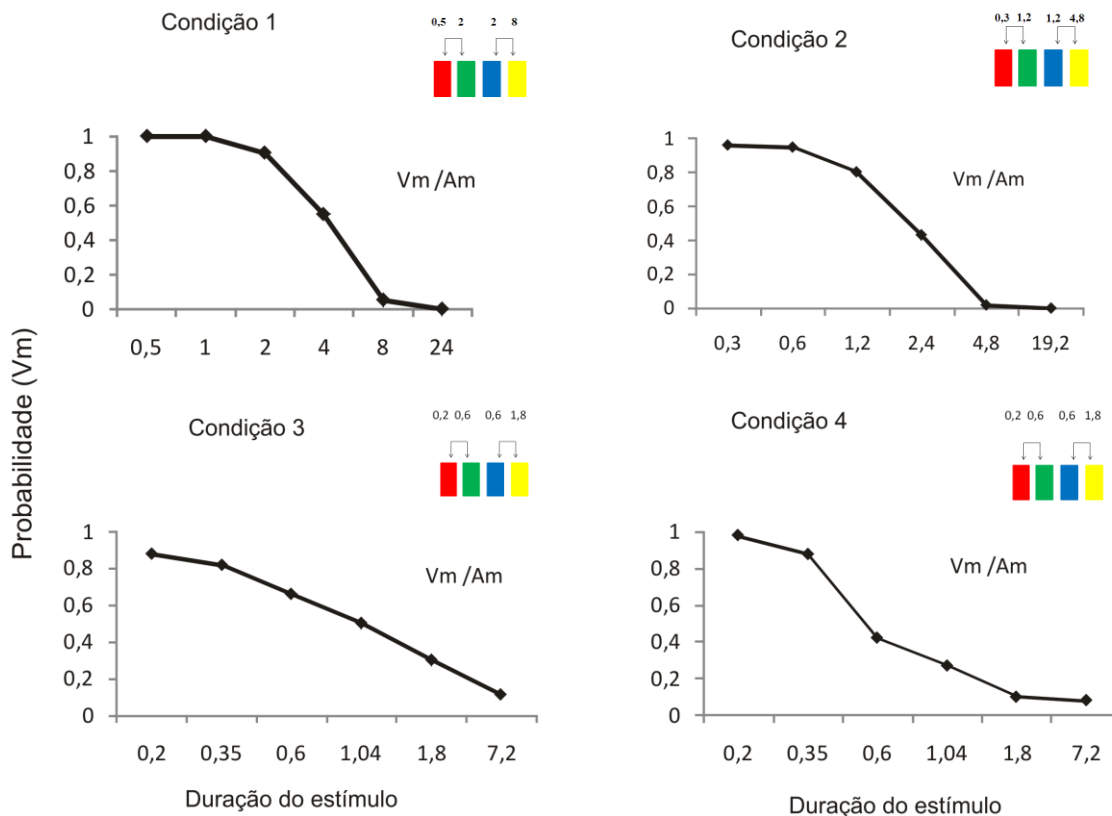 Condição 1
0,5 2 2 8
1
0,8
0,6
0,4
0,2
0
Vm /Am
0,5 1 2 4 8 24
Condição 2
0,3 1,2 1,2 4,8
1
0,8
0,6
0,4
0,2
0
Vm /Am
0,3 0,6 1,2 2,4 4,8 19,2
Probabilidade (Vm)
Condição 3
0,2 0,6 0,6 1,8
1
0,8
0,6
0,4
0,2
0
Vm /Am
0,2 0,35 0,6 1,04 1,8 7,2
Duração do estímulo
Condição 4
0,2 0,6 0,6 1,8
1
0,8
0,6
0,4
0,2
0
Vm /Am
0,2 0,35 0,6 1,04 1,8 7,2
Duração do estímulo